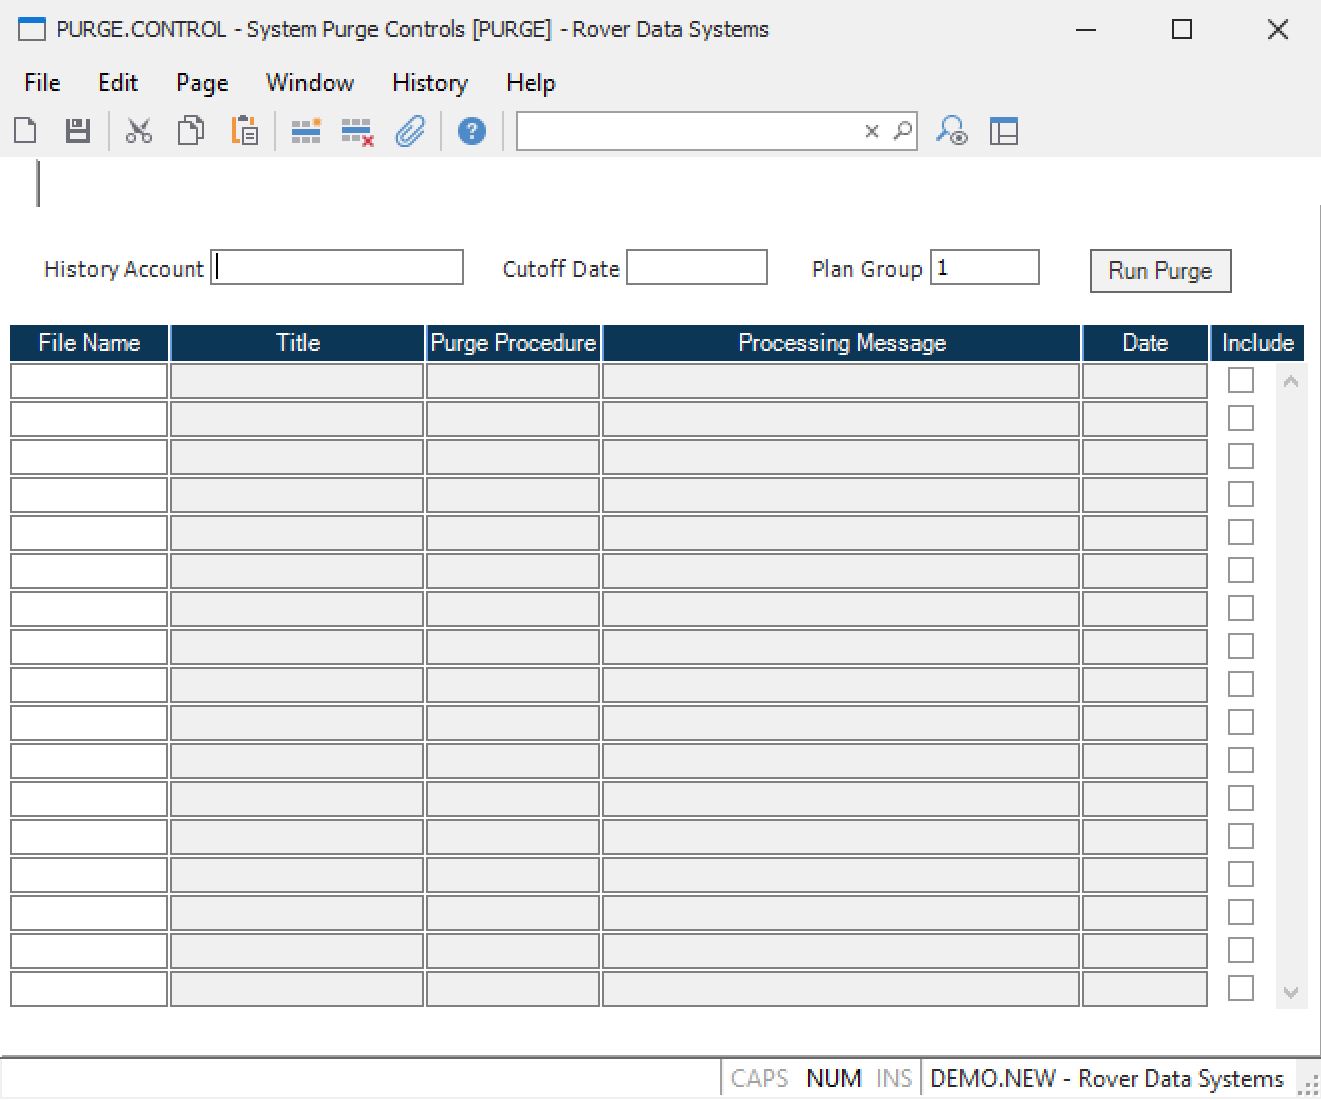 PURGE.CONTROL - System Purge Controls [PURGE] - Rover Data Systems
File Edit Page Window History Help
History Account Cutoff Date Plan Group 1 Run Purge
File Name Title Purge Procedure Processing Message Date Include
CAPS NUM INS DEMO.NEW - Rover Data Systems